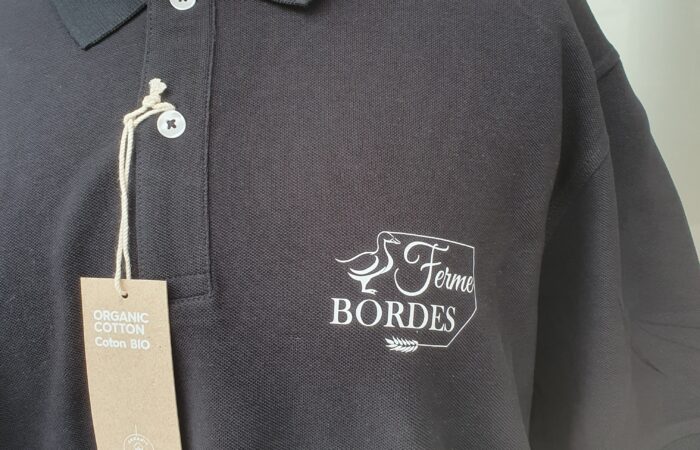 Ferme
BORDES
ORGANIC
COTTON
Coton BIO